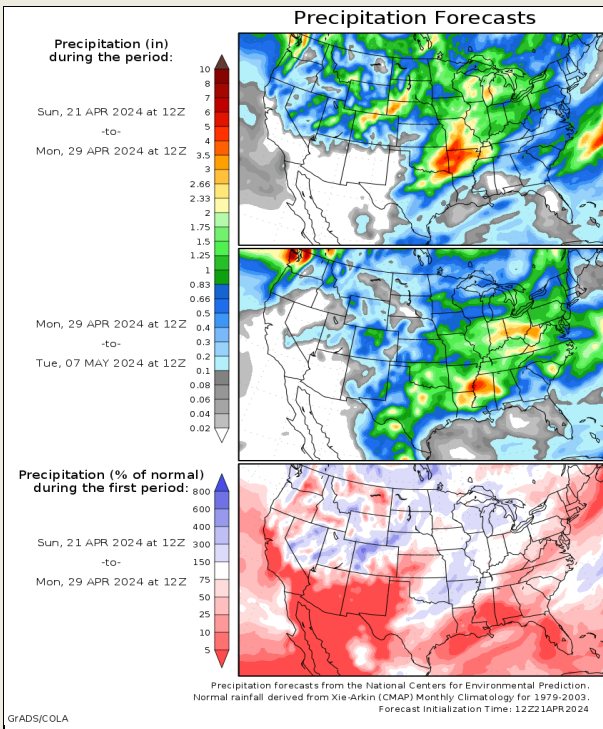 Precipitation Forecasts
Precipitation (in)
during the period:
Sun, 21 APR 2024 at 12Z
-to-
Mon, 29 APR 2024 at 12Z
Mon, 29 APR 2024 at 12Z
-to-
Tue, 07 MAY 2024 at 12Z
10
8
7
6
5
4
3.5
3
2.66
2.33
2
1.75
1.5
1.25
1
0.83
0.66
0.5
0.4
0.3
0.2
0.1
0.08
0.06
0.04
0.02
Precipitation (% of normal)
during the first period:
Sun, 21 APR 2024 at 12Z
-to-
Mon, 29 APR 2024 at 12Z
800
600
400
300
150
75
50
25
10
5
Precipitation forecasts from the National Centers for Environmental Prediction.
Normal rainfall derived from Xie-Arkin (CMAP) Monthly Climatology for 1979-2003.
Forecast Initialization Time: 12Z21APR2024
GrADS/COLA